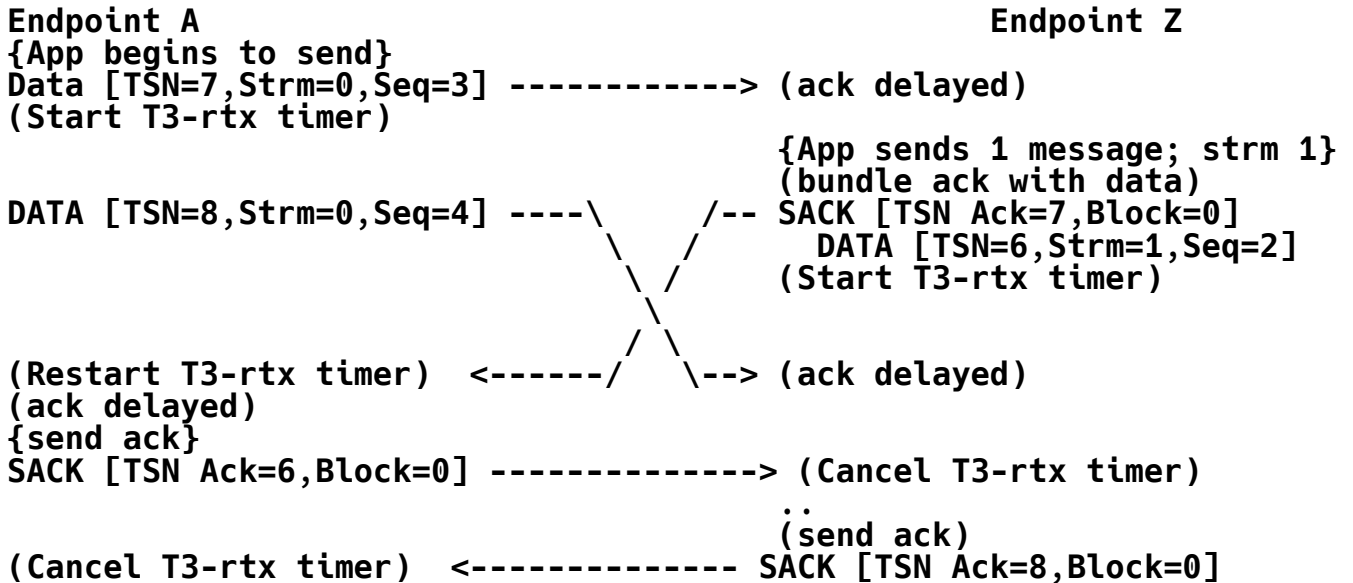 Endpoint A                                         Endpoint Z
{App begins to send}
Data [TSN=7,Strm=0,Seq=3] ------------> (ack delayed)
(Start T3-rtx timer)
                                        {App sends 1 message; strm 1}
                                        (bundle ack with data)
DATA [TSN=8,Strm=0,Seq=4] ----\     /-- SACK [TSN Ack=7,Block=0]
                               \   /      DATA [TSN=6,Strm=1,Seq=2]
                                \ /     (Start T3-rtx timer)
                                 \
                                / \
(Restart T3-rtx timer)  <------/   \--> (ack delayed)
(ack delayed)
{send ack}
SACK [TSN Ack=6,Block=0] --------------> (Cancel T3-rtx timer)
                                        ..
                                        (send ack)
(Cancel T3-rtx timer)  <-------------- SACK [TSN Ack=8,Block=0]